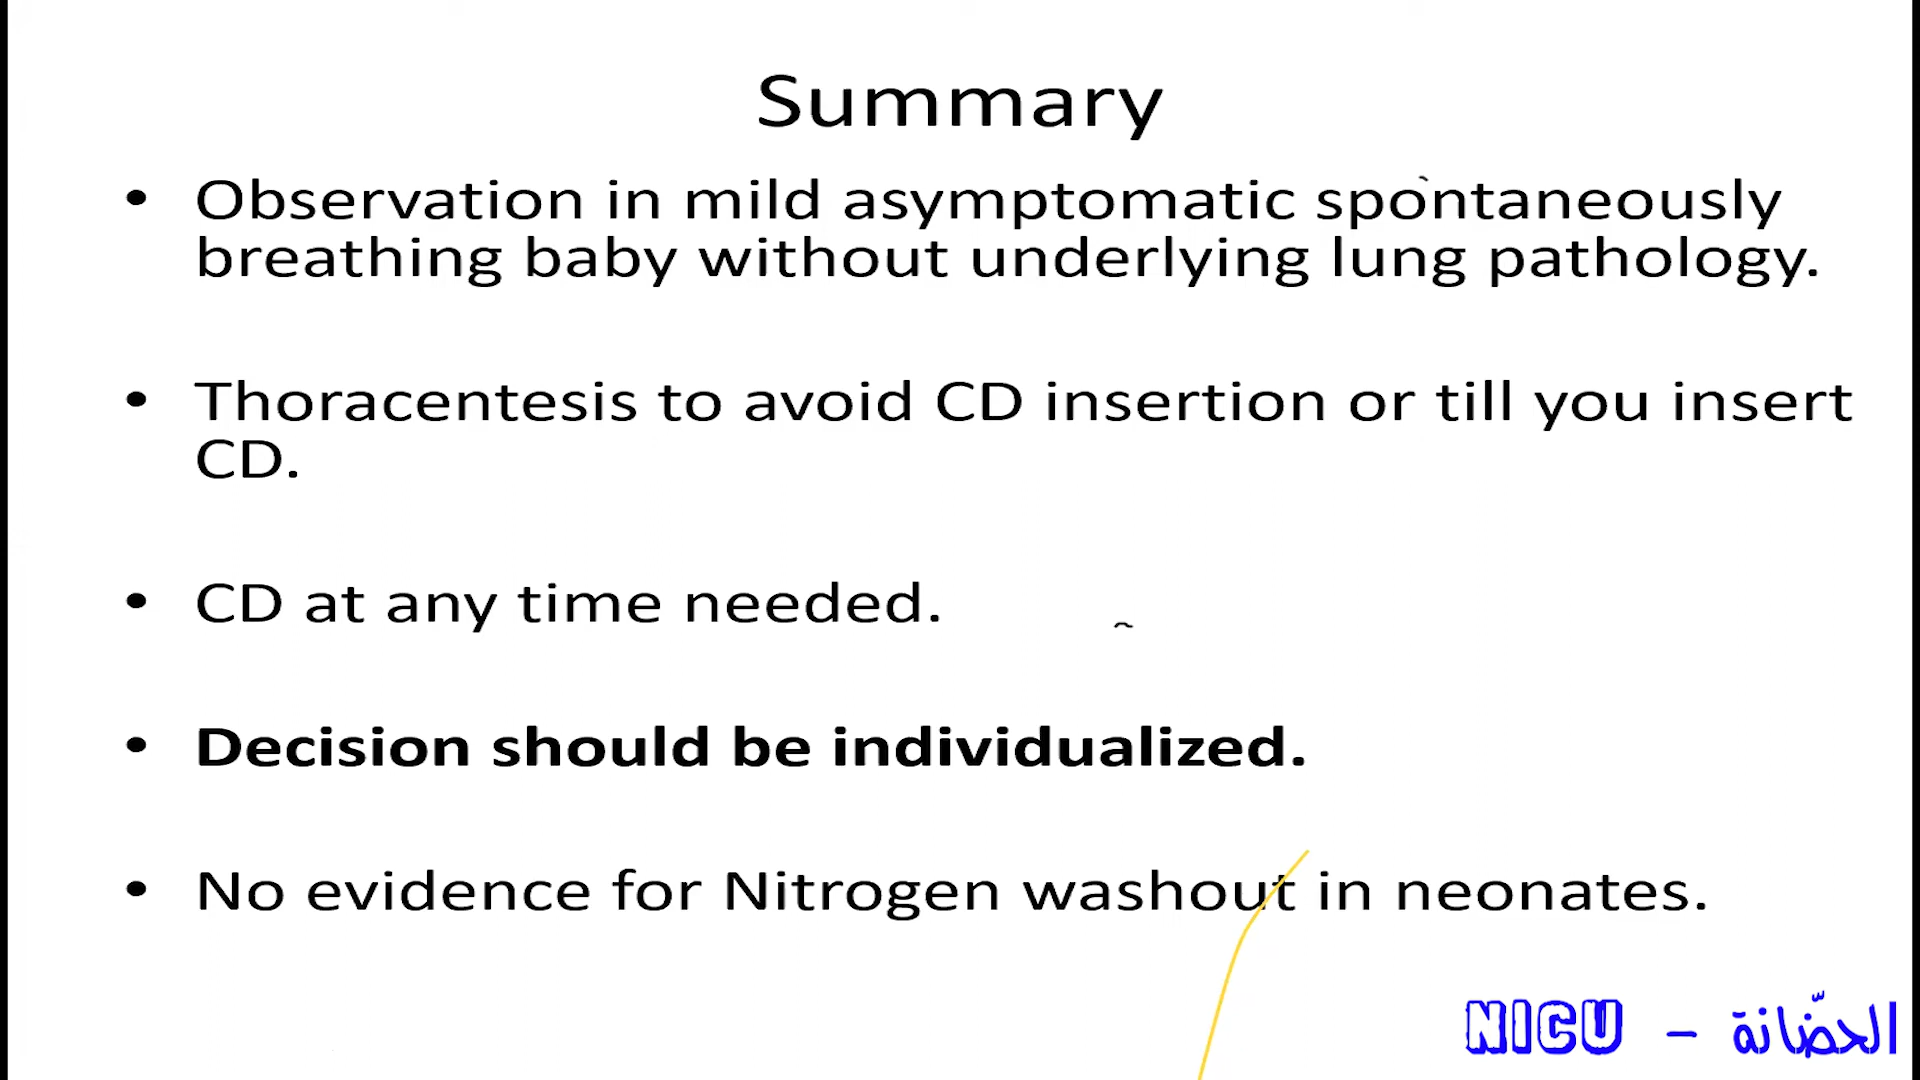 Summary
• Observation in mild asymptomatic spontaneously
breathing baby without underlying lung pathology.
• Thoracentesis to avoid CD insertion or till you insert
CD.
• CD at any time needed.
• Decision should be individualized.
• No evidence for Nitrogen washout in neonates.
NICU – الحضّانة